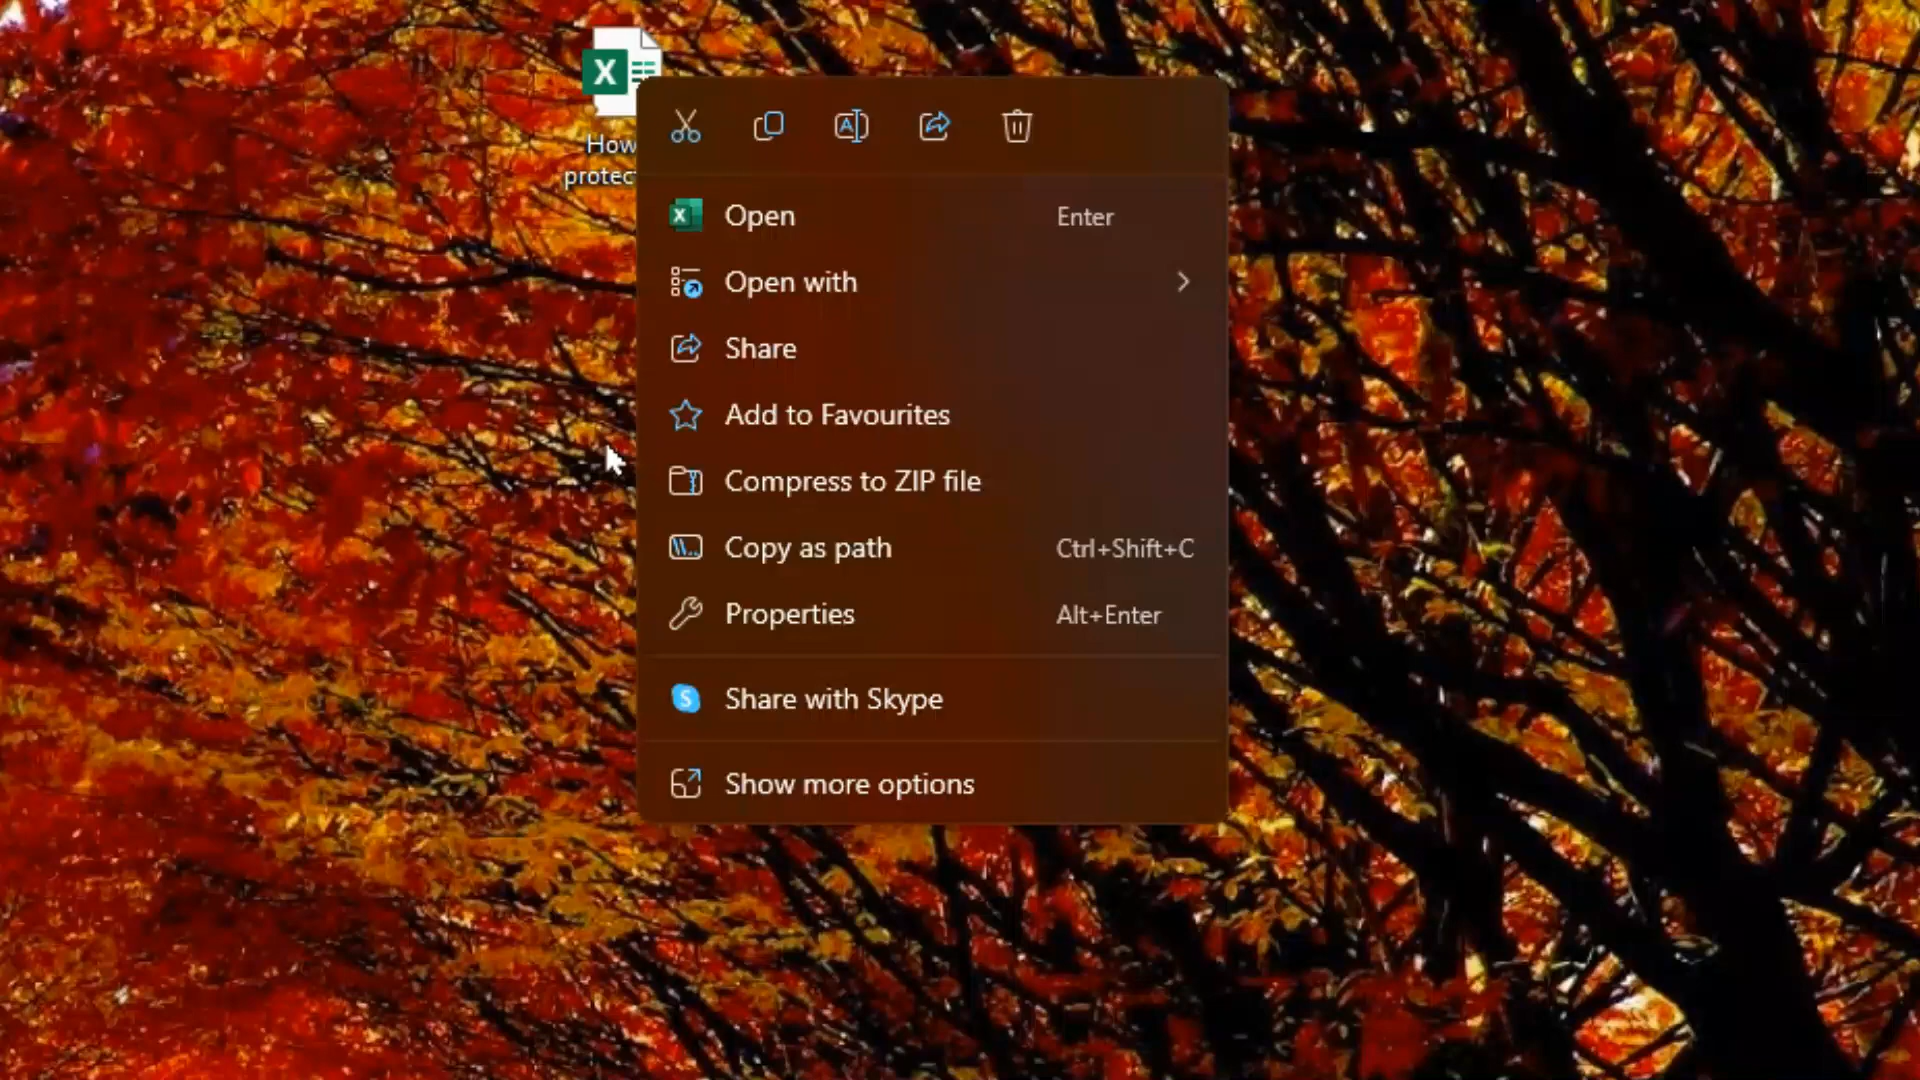 How
protec
Open Enter
Open with
Share
Add to Favourites
Compress to ZIP file
Copy as path Ctrl+Shift+C
Properties Alt+Enter
Share with Skype
Show more options